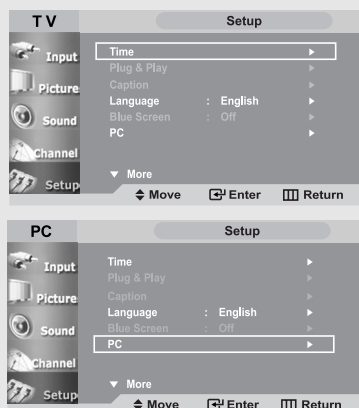 TV Setup
Input
Picture
Sound
Channel
Setup
Time ►
Plug & Play ►
Caption ►
Language : English ►
Blue Screen : Off ►
PC ►
▼ More
Move Enter Return
PC Setup
Input
Picture
Sound
Channel
Setup
Time ►
Plug & Play ►
Caption ►
Language : English ►
Blue Screen : Off ►
PC ►
▼ More
Move Enter Return